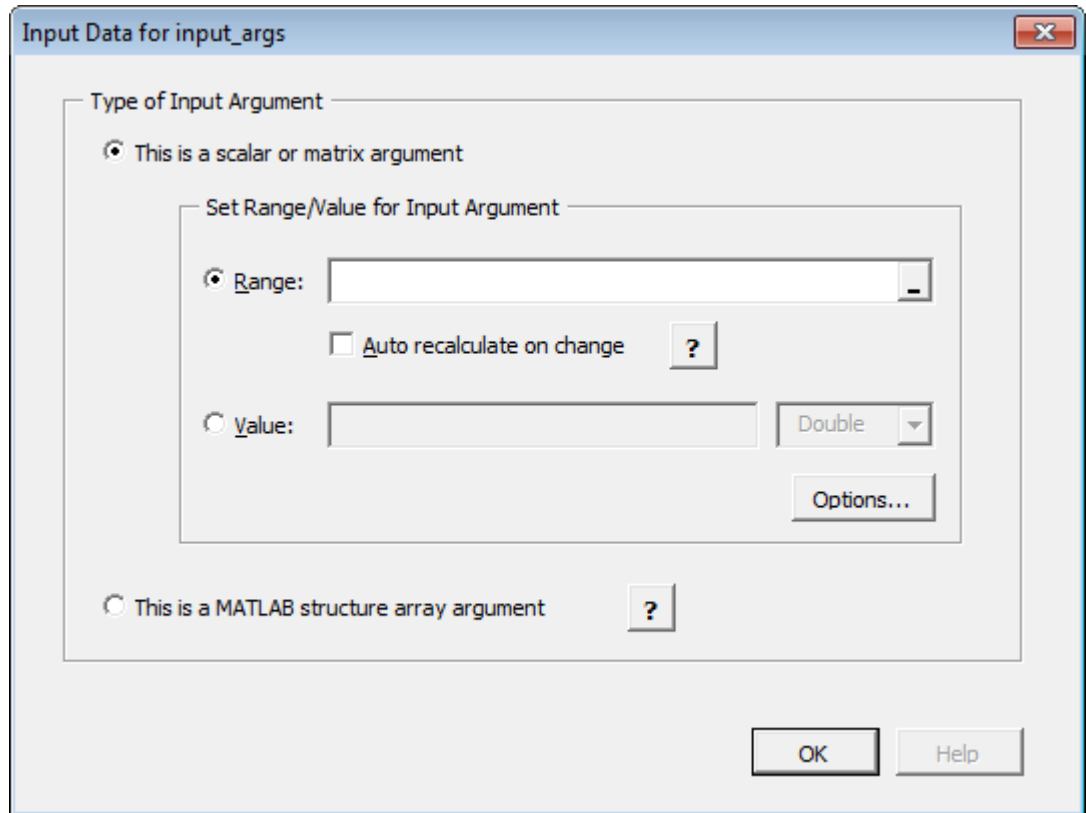 Input Data for input_args
Type of Input Argument
This is a scalar or matrix argument
Set Range/Value for Input Argument
Range: _
Auto recalculate on change ?
Value: Double
Options...
This is a MATLAB structure array argument ?
OK Help